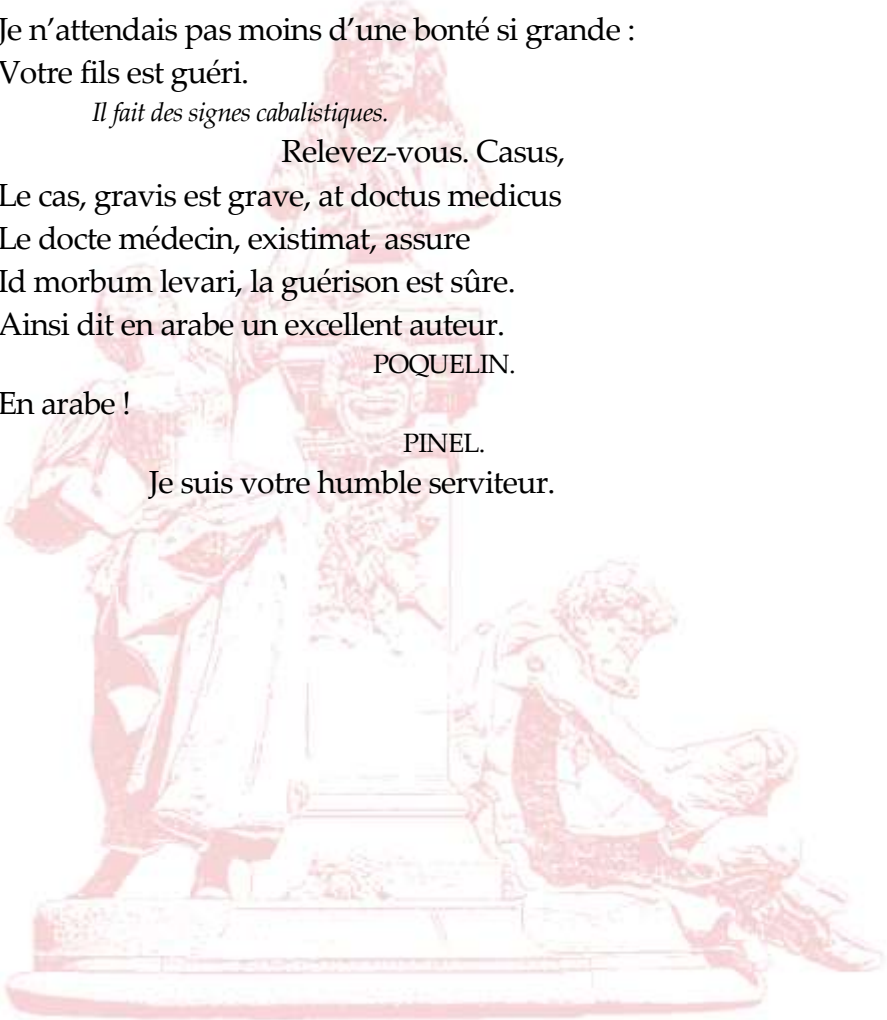 Je n’attendais pas moins d’une bonté si grande :
Votre fils est guéri.
Il fait des signes cabalistiques.
Relevez-vous. Casus,
Le cas, gravis est grave, at doctus medicus
Le docte médecin, existimat, assure
Id morbum levari, la guérison est sûre.
Ainsi dit en arabe un excellent auteur.
POQUELIN.
En arabe !
PINEL.
Je suis votre humble serviteur.